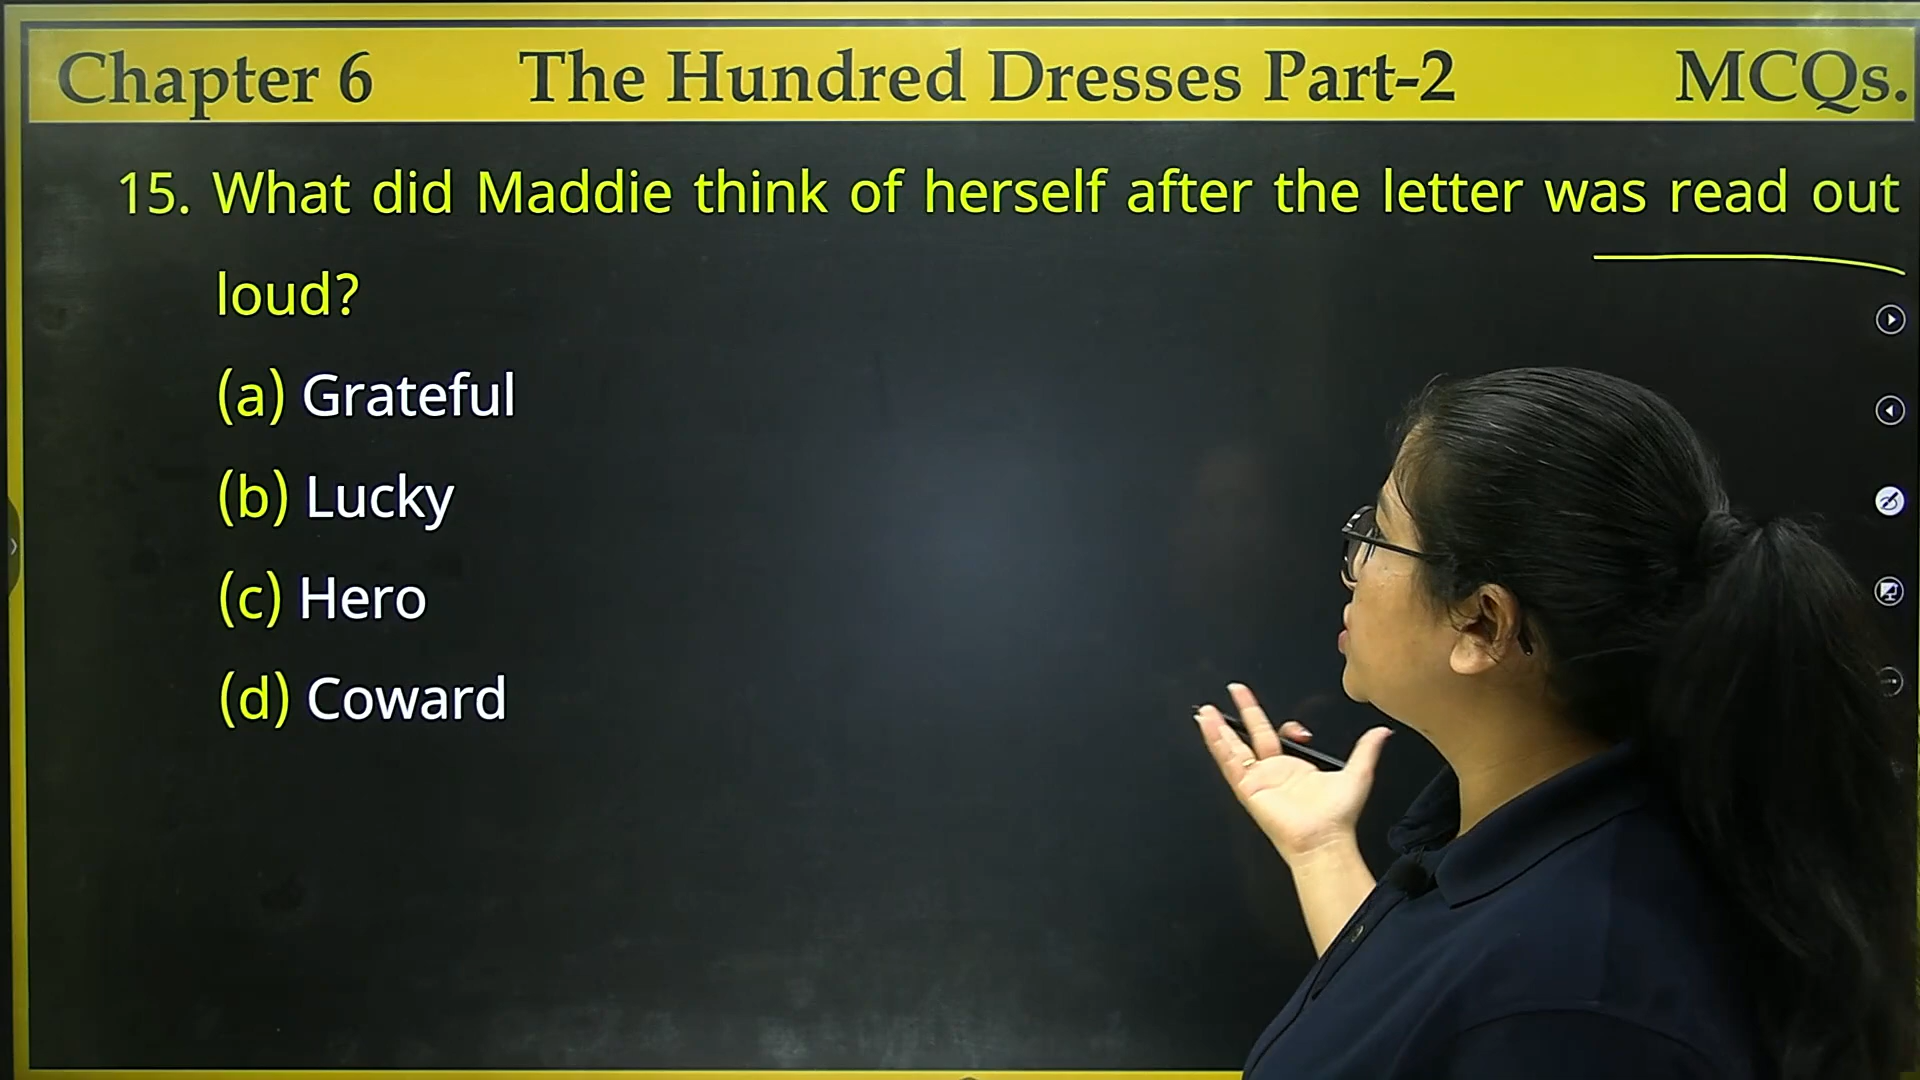 Chapter 6 The Hundred Dresses Part-2 MCQs.
15. What did Maddie think of herself after the letter was read out
loud?
(a) Grateful
(b) Lucky
(c) Hero
(d) Coward